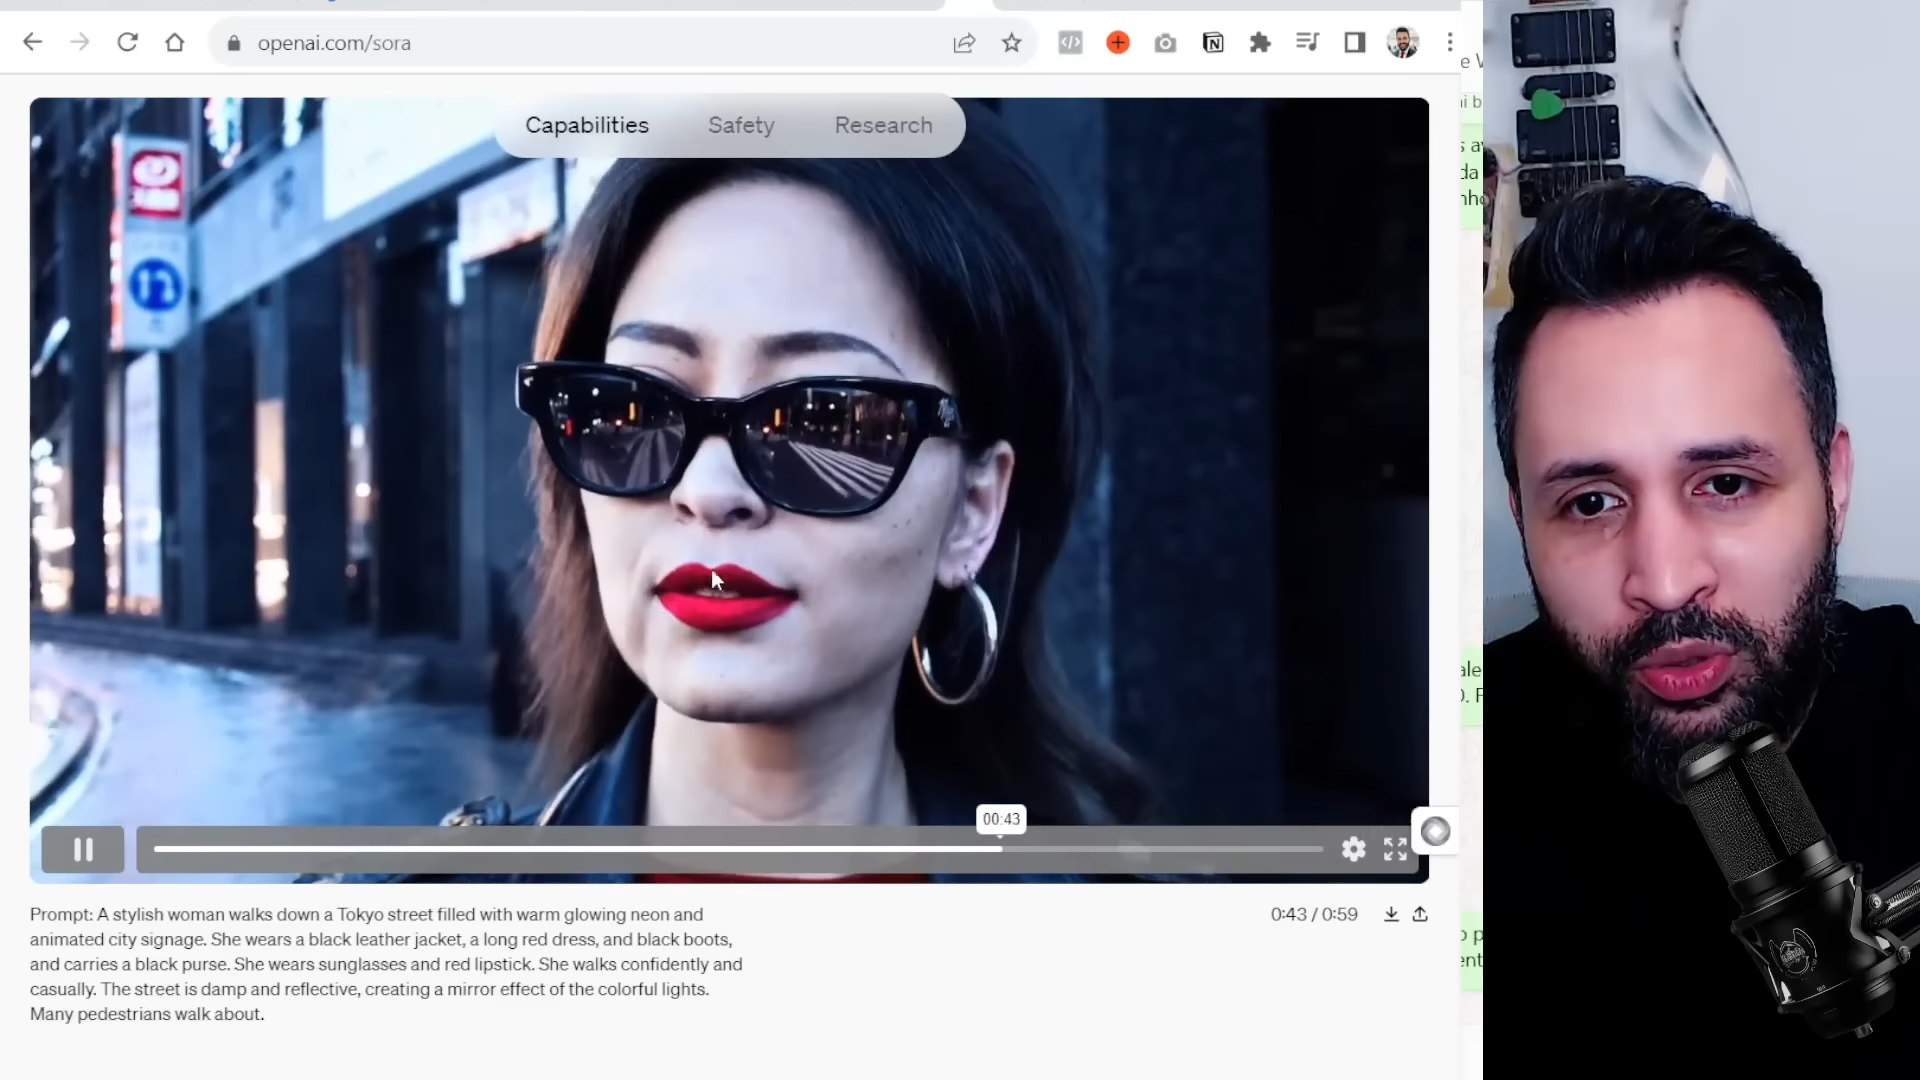 openai.com/sora
Capabilities Safety Research
00:43
Prompt: A stylish woman walks down a Tokyo street filled with warm glowing neon and
animated city signage. She wears a black leather jacket, a long red dress, and black boots,
and carries a black purse. She wears sunglasses and red lipstick. She walks confidently and
casually. The street is damp and reflective, creating a mirror effect of the colorful lights.
Many pedestrians walk about.
0:43 / 0:59